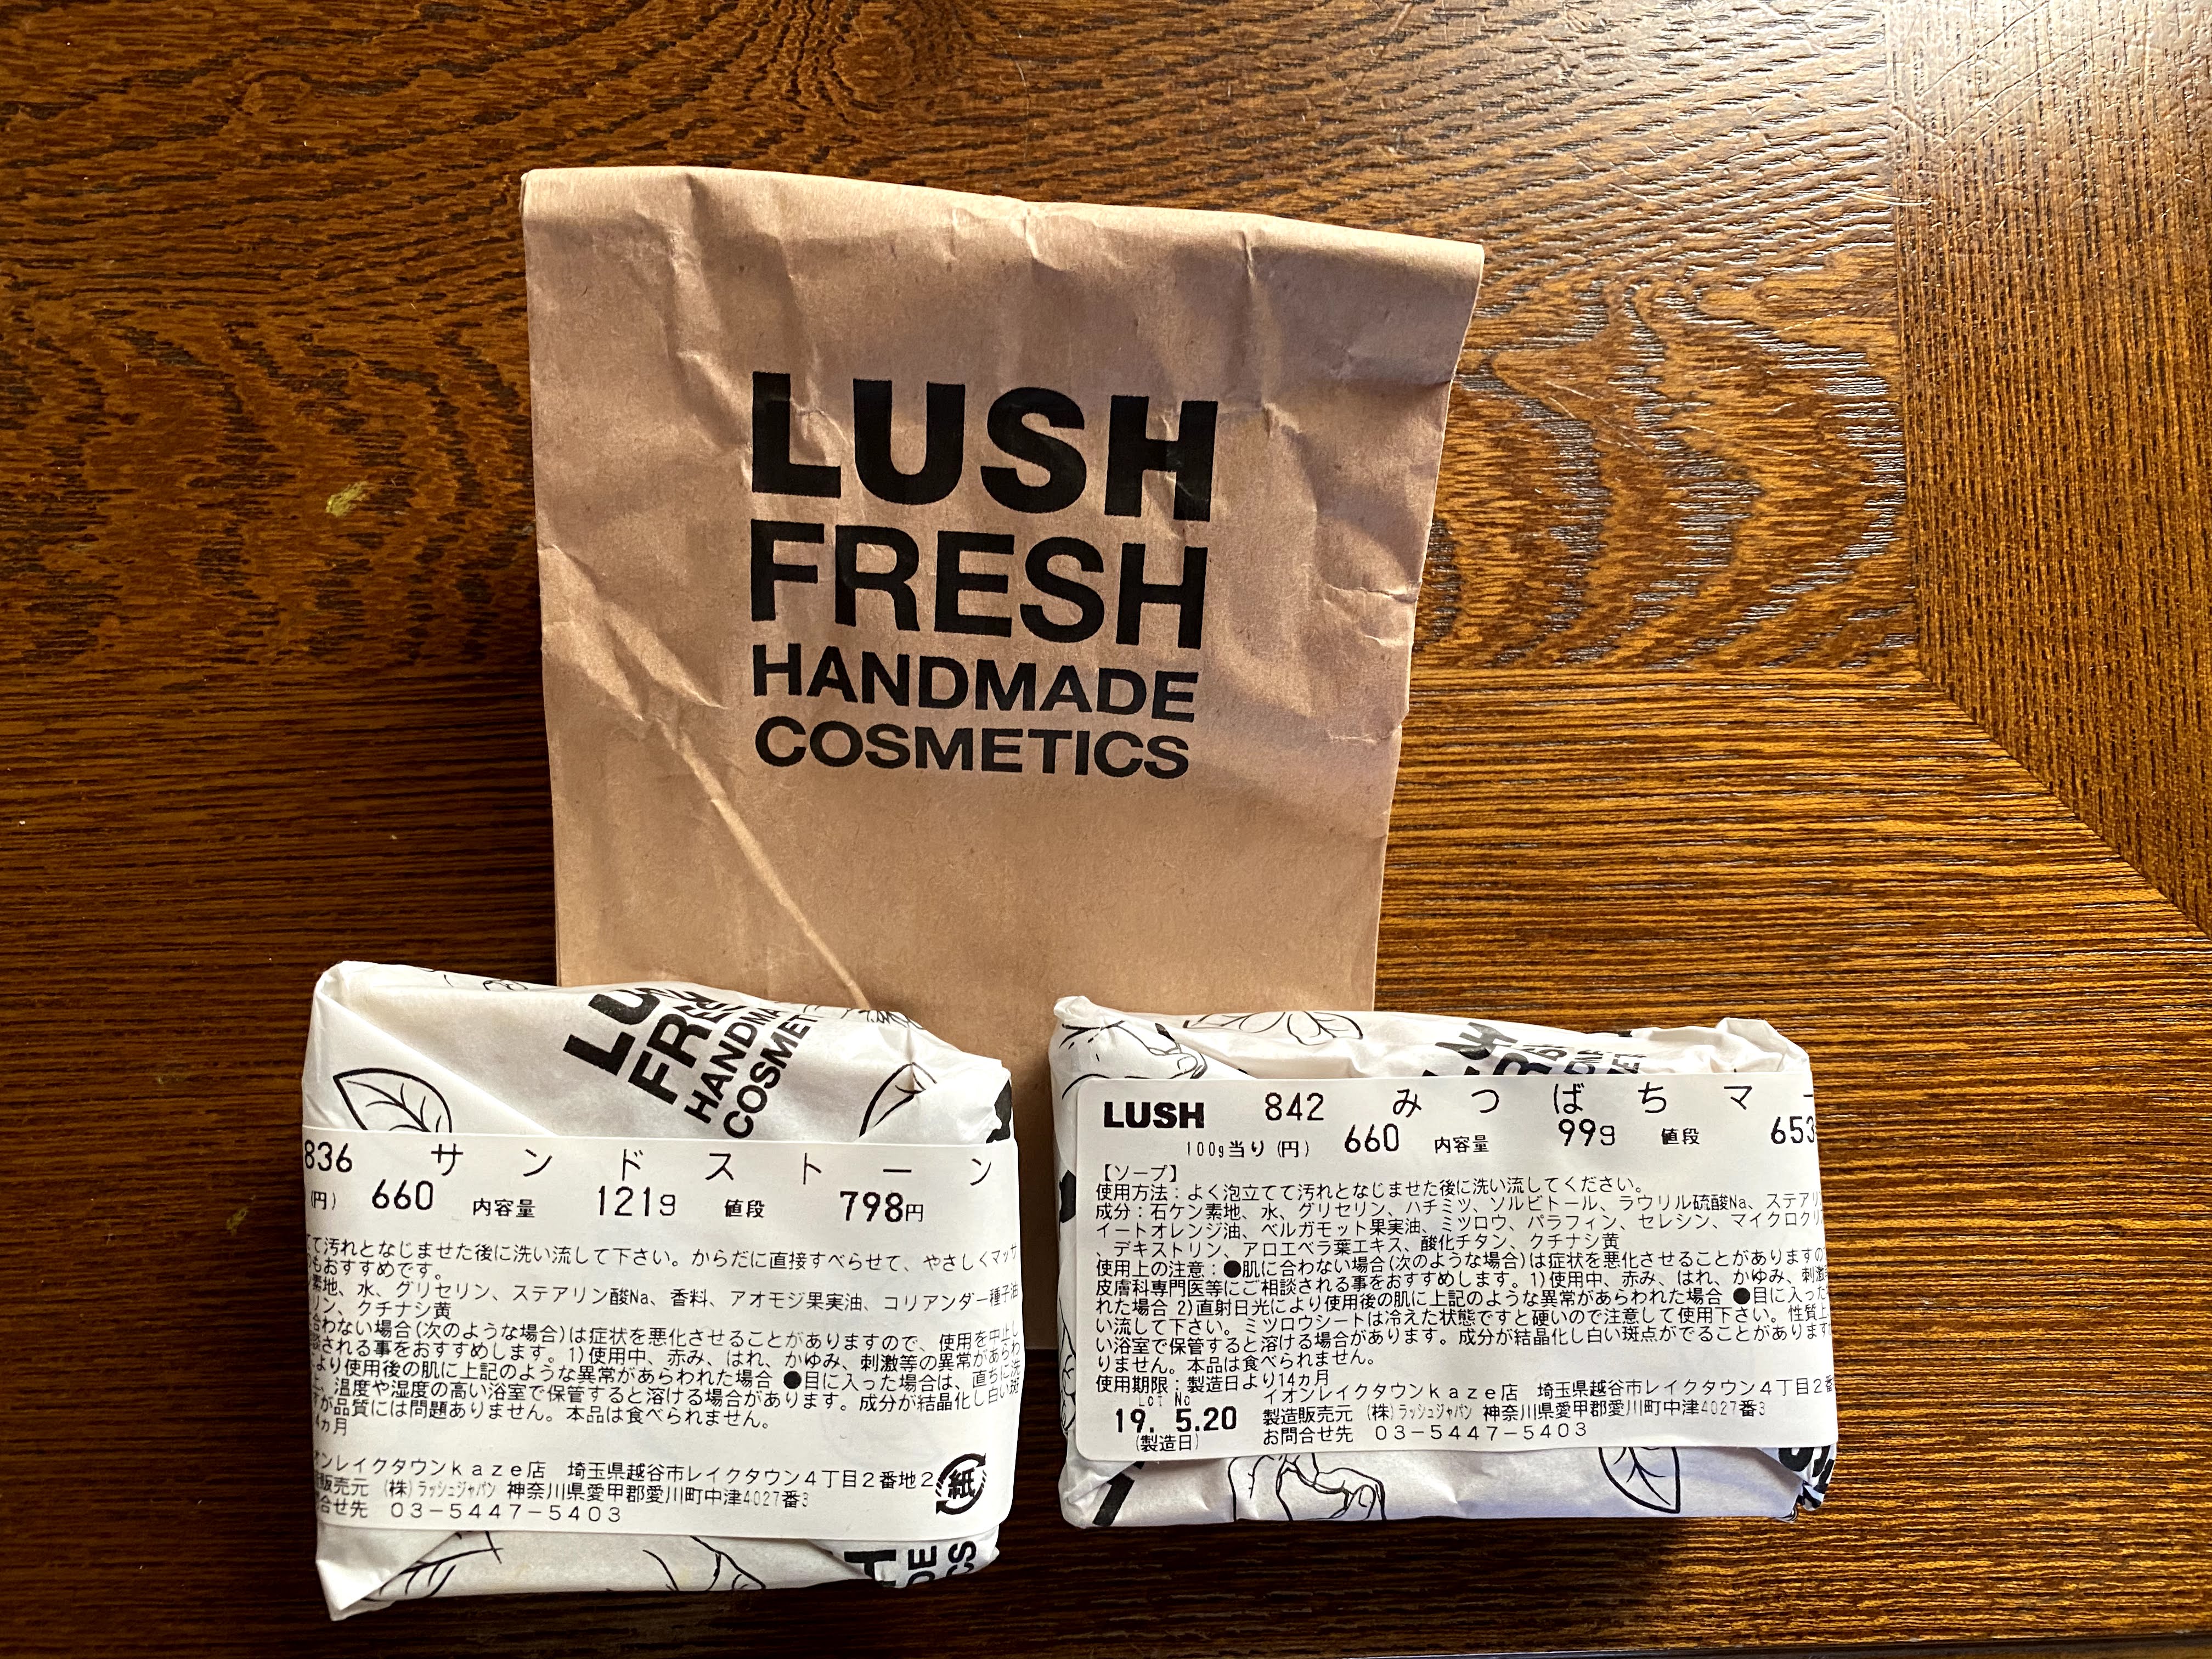 LUSH
FRESH
HANDMADE
COSMETICS
LU
FR
HANDMA
COSMET
836 サンドストーン
(円) 660 内容量 121g 値段 798円
て汚れとなじませた後に洗い流して下さい。からだに直接すべらせて、やさしくマッサ
もおすすめです。
素地、水、グリセリン、ステアリン酸Na、香料、アオモジ果実油、コリアンダー種子油
リン、クチナシ黄
合わない場合(次のような場合)は症状を悪化させることがありますので、使用を中止し
談される事をおすすめします。1)使用中、赤み、はれ、かゆみ、刺激等の異常があらわ
より使用後の肌に上記のような異常があらわれた場合 ●目に入った場合は、直ちに洗
上、温度や湿度の高い浴室で保管すると溶ける場合があります。成分が結晶化し白い斑
が品質には問題ありません。本品は食べられません。
4ヵ月
オンレイクタウンkaze店 埼玉県越谷市レイクタウン4丁目2番地2
販売元 (株)ラッシュジャパン 神奈川県愛甲郡愛川町中津4027番3
合せ先 03-5447-5403
紙
LUSH 842 みつばちマー
100g当り(円) 660 内容量 99g 値段 653
【ソープ】
使用方法:よく泡立てて汚れとなじませた後に洗い流してください。
成分:石ケン素地、水、グリセリン、ハチミツ、ソルビトール、ラウリル硫酸Na、ステアリ
イートオレンジ油、ベルガモット果実油、ミツロウ、パラフィン、セレシン、マイクロクリ
、デキストリン、アロエベラ葉エキス、酸化チタン、クチナシ黄
使用上の注意:●肌に合わない場合(次のような場合)は症状を悪化させることがありますの
皮膚科専門医等にご相談される事をおすすめします。1)使用中、赤み、はれ、かゆみ、刺激
れた場合 2)直射日光により使用後の肌に上記のような異常があらわれた場合 ●目に入った
い流して下さい。ミツロウシートは冷えた状態ですと硬いので注意して使用下さい。性質上
い浴室で保管すると溶ける場合があります。成分が結晶化し白い斑点がでることがあります
りません。本品は食べられません。
使用期限:製造日より14ヵ月
Lot No
19. 5.20
(製造日)
イオンレイクタウンkaze店 埼玉県越谷市レイクタウン4丁目2番
製造販売元 (株)ラッシュジャパン 神奈川県愛甲郡愛川町中津4027番3
お問合せ先 03-5447-5403